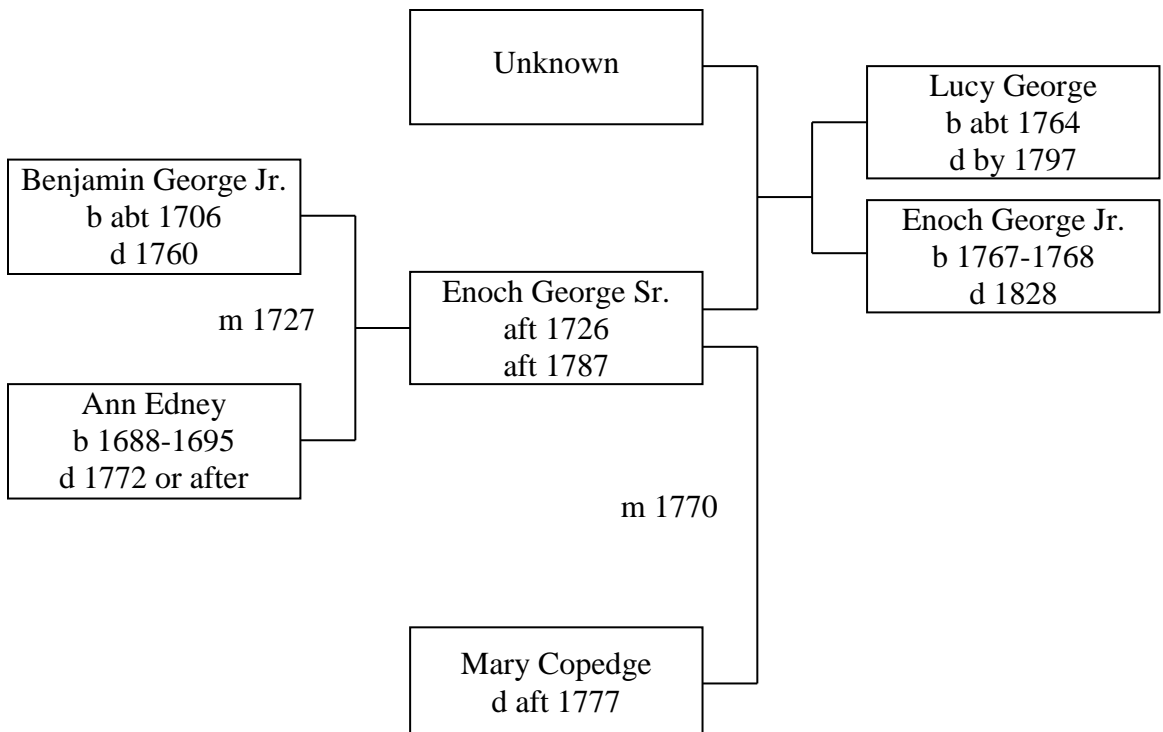 Unknown
Lucy George
b abt 1764
d by 1797
Benjamin George Jr.
b abt 1706
d 1760
Enoch George Jr.
b 1767-1768
d 1828
m 1727
Enoch George Sr.
aft 1726
aft 1787
Ann Edney
b 1688-1695
d 1772 or after
m 1770
Mary Copedge
d aft 1777